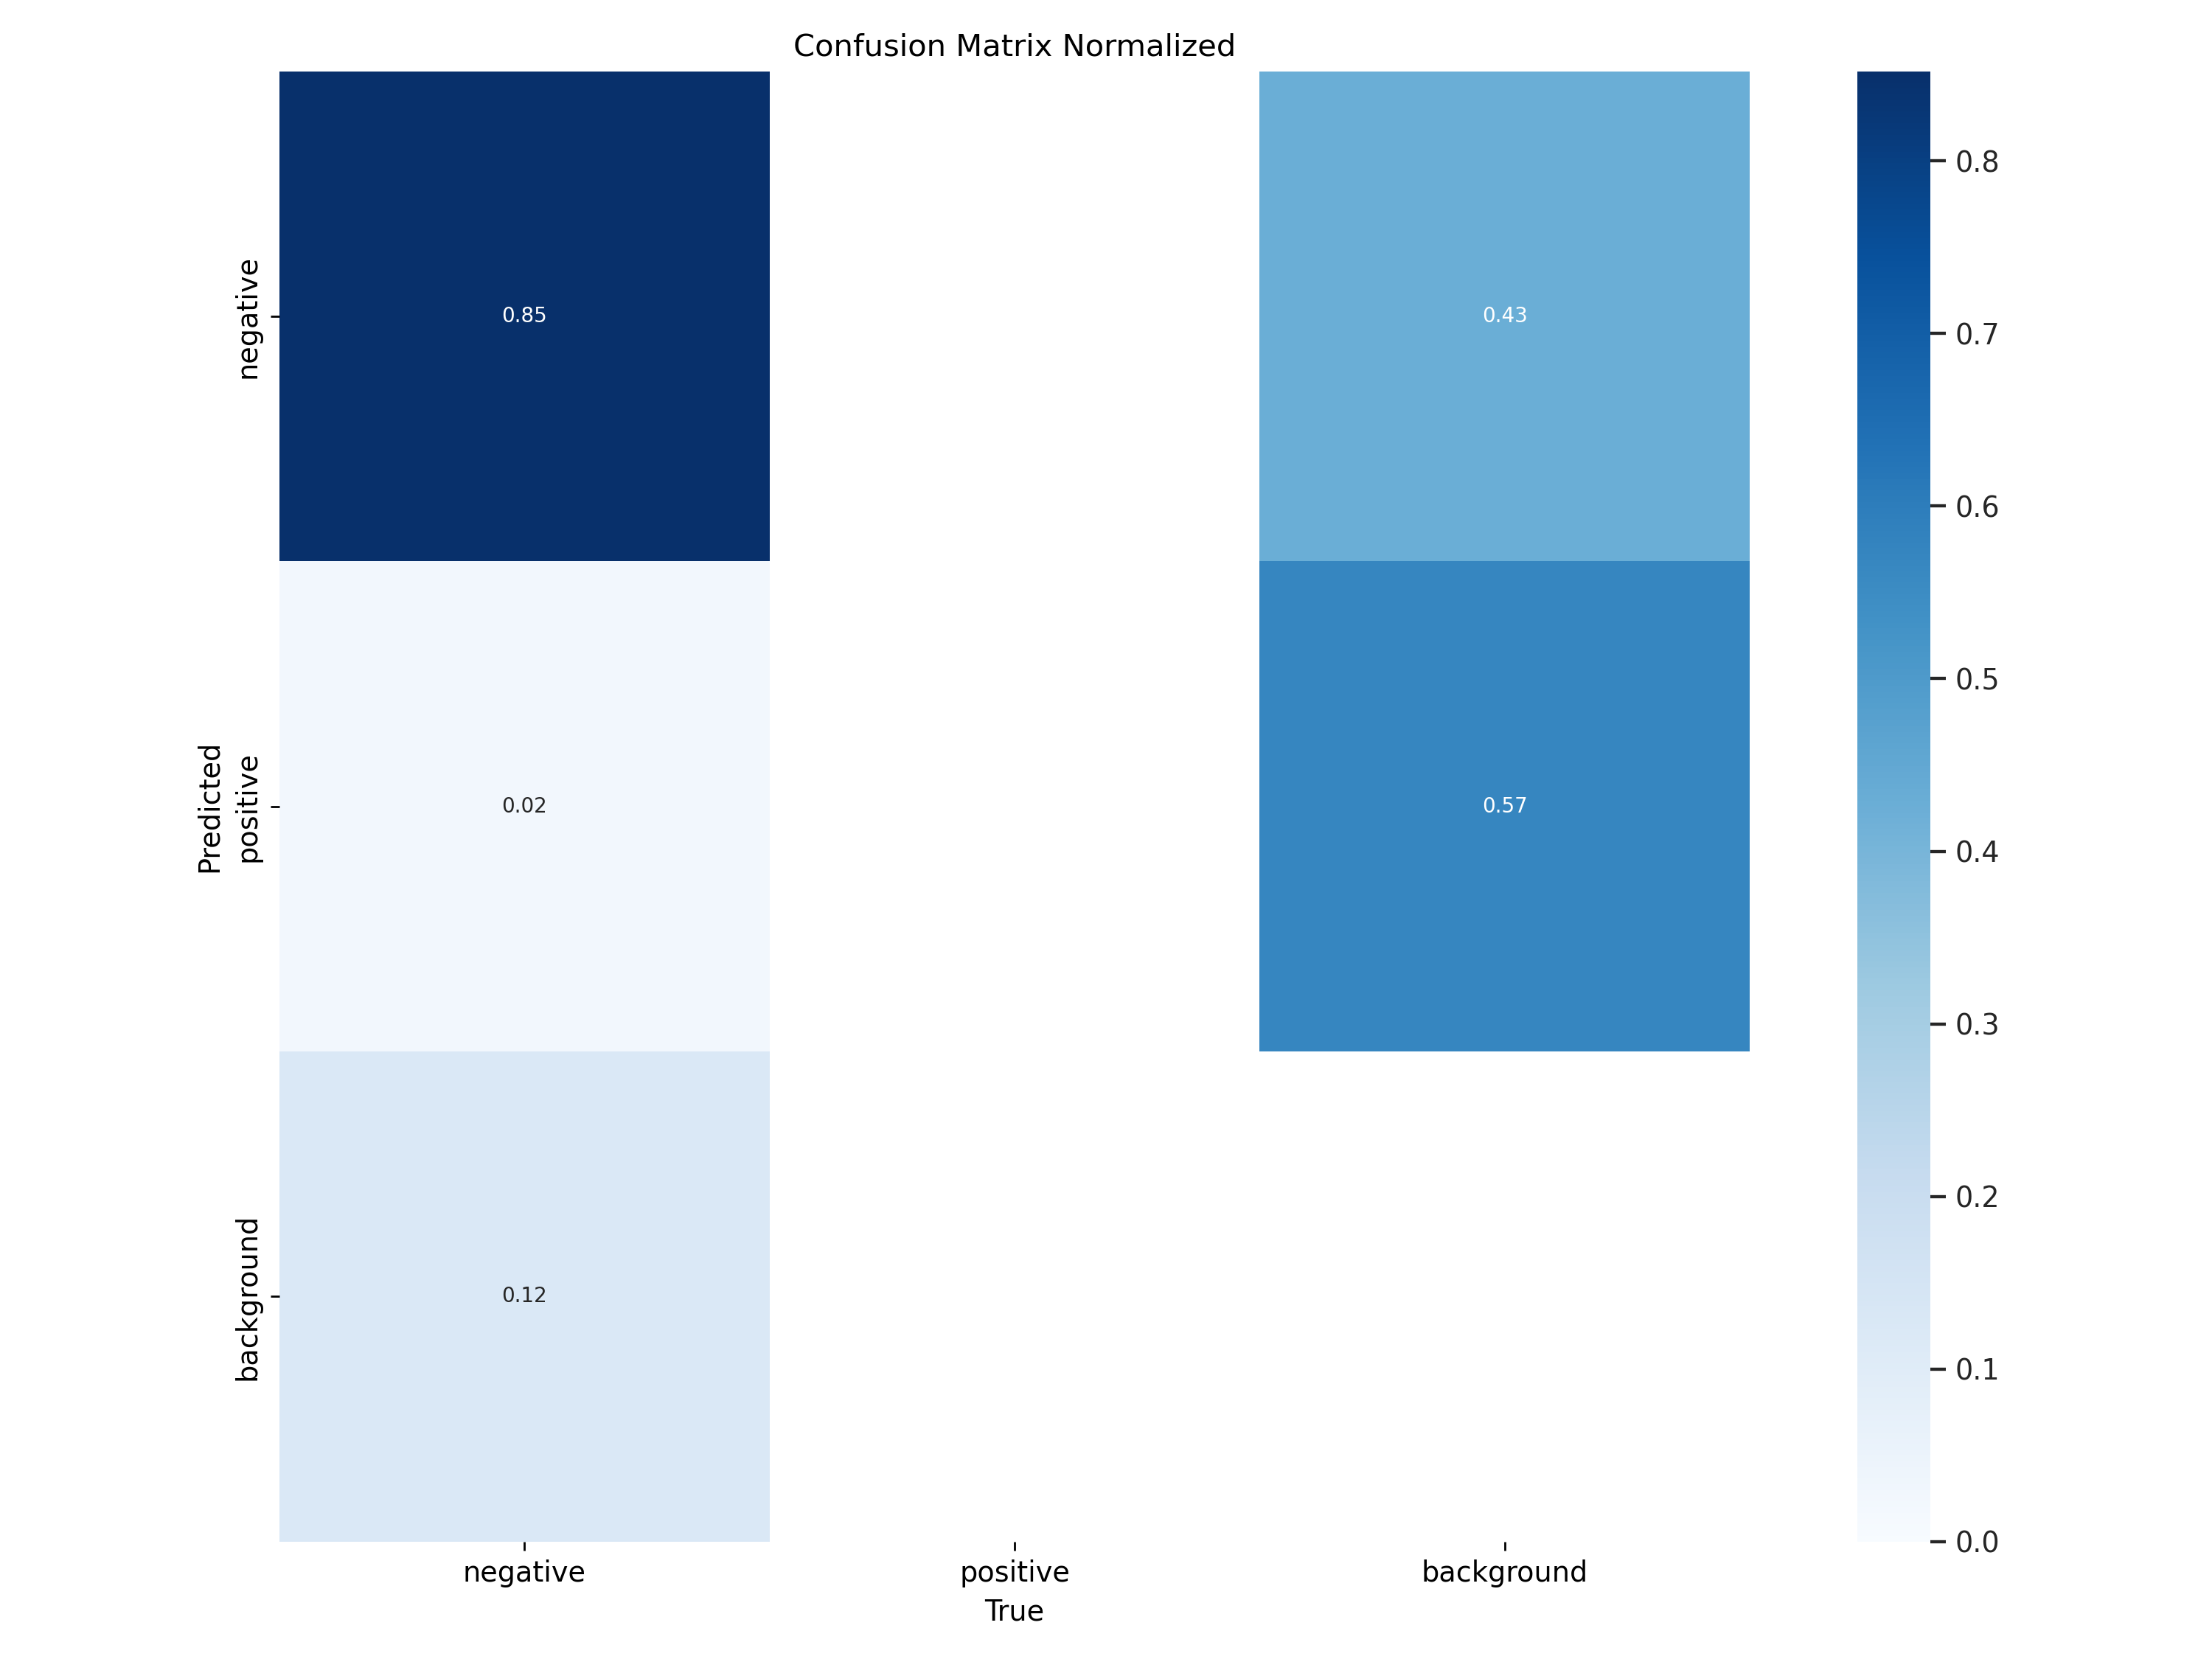 Confusion Matrix Normalized
negative
0.85
0.43
0.8
0.7
0.6
0.5
Predicted
positive
0.02
0.57
0.4
0.3
background
0.12
0.2
0.1
0.0
negative
positive
background
True